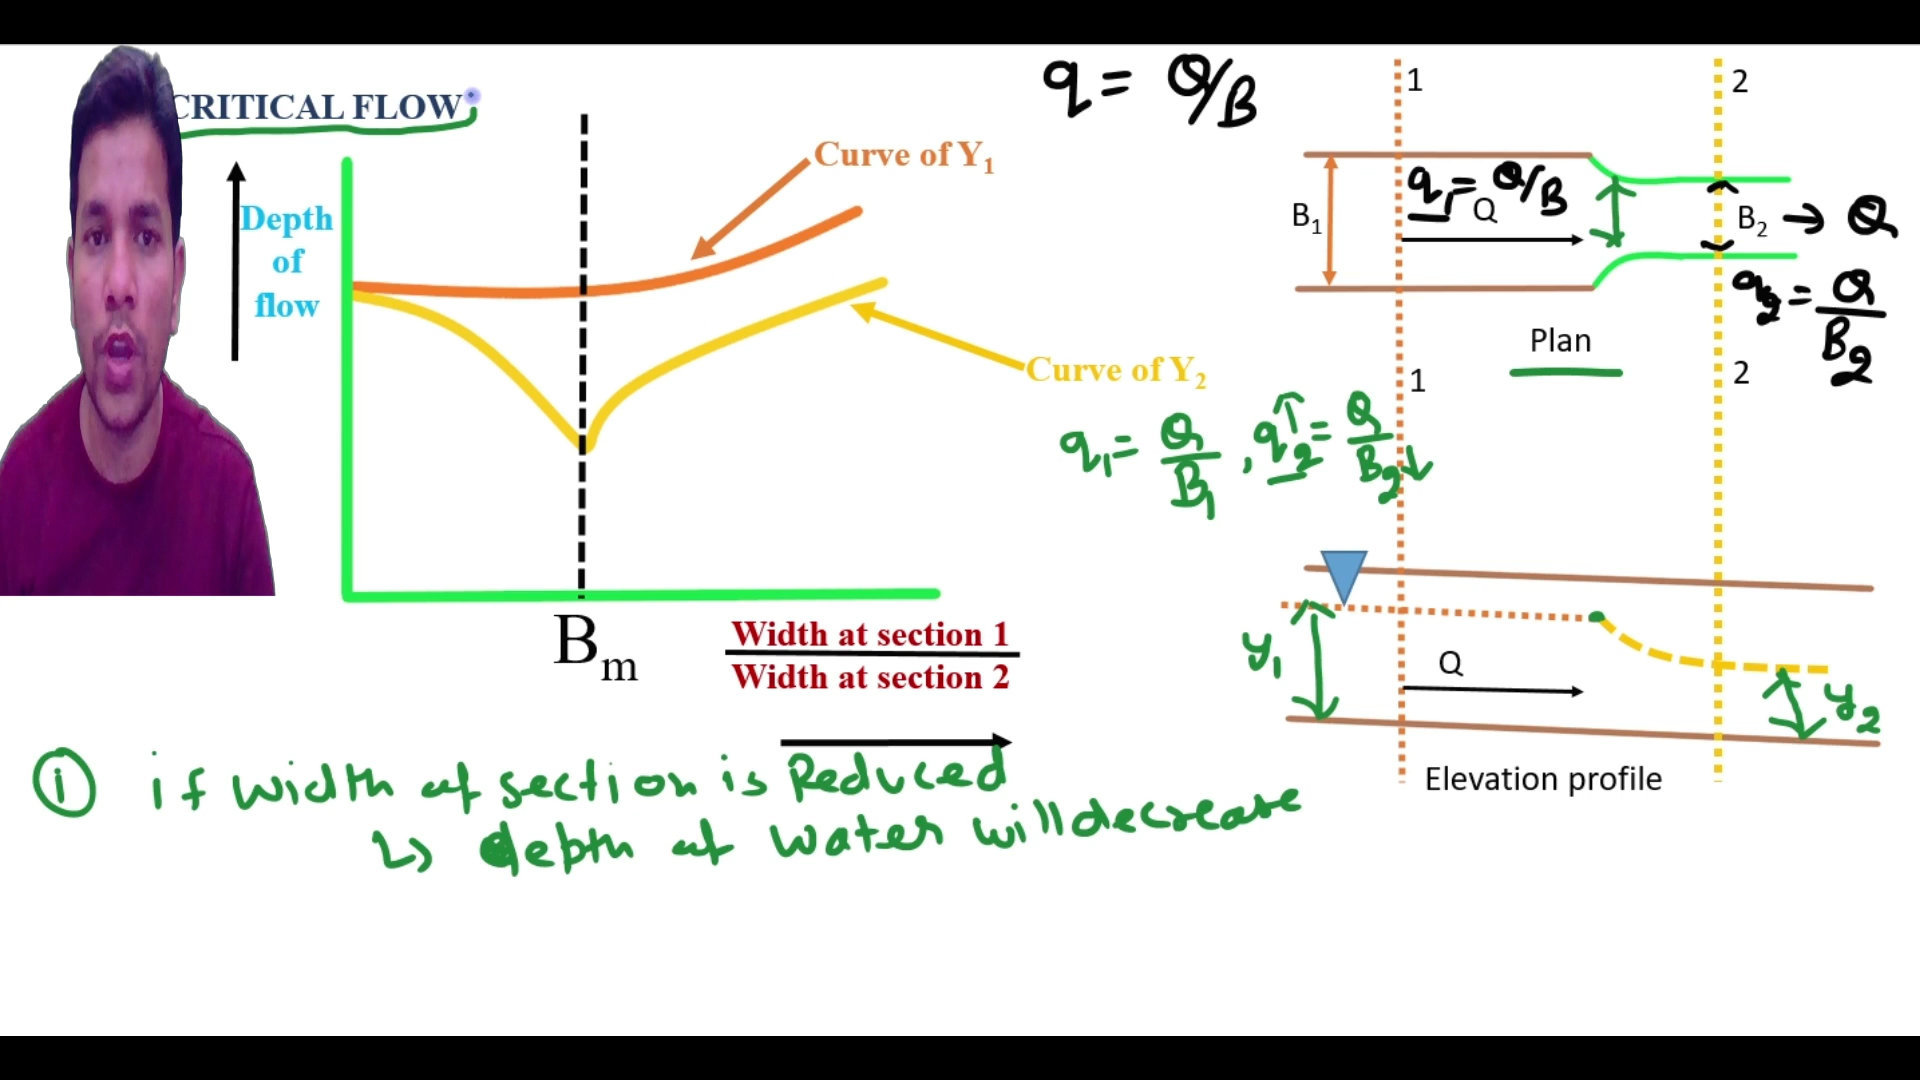 CRITICAL FLOW
Depth
of
flow
Curve of Y₁
Curve of Y₂
Bₘ
Width at section 1
Width at section 2
q = Q/B
1
2
B₁
q₁ = Q/B
Q
B₂ → Q
q₂ = Q
B₂
Plan
1
2
q₁ = Q/B₁ , q₂↑ = Q/B₂↓
y₁
Q
y₂
Elevation profile
① if width of section is Reduced
↳ depth of water will decrease